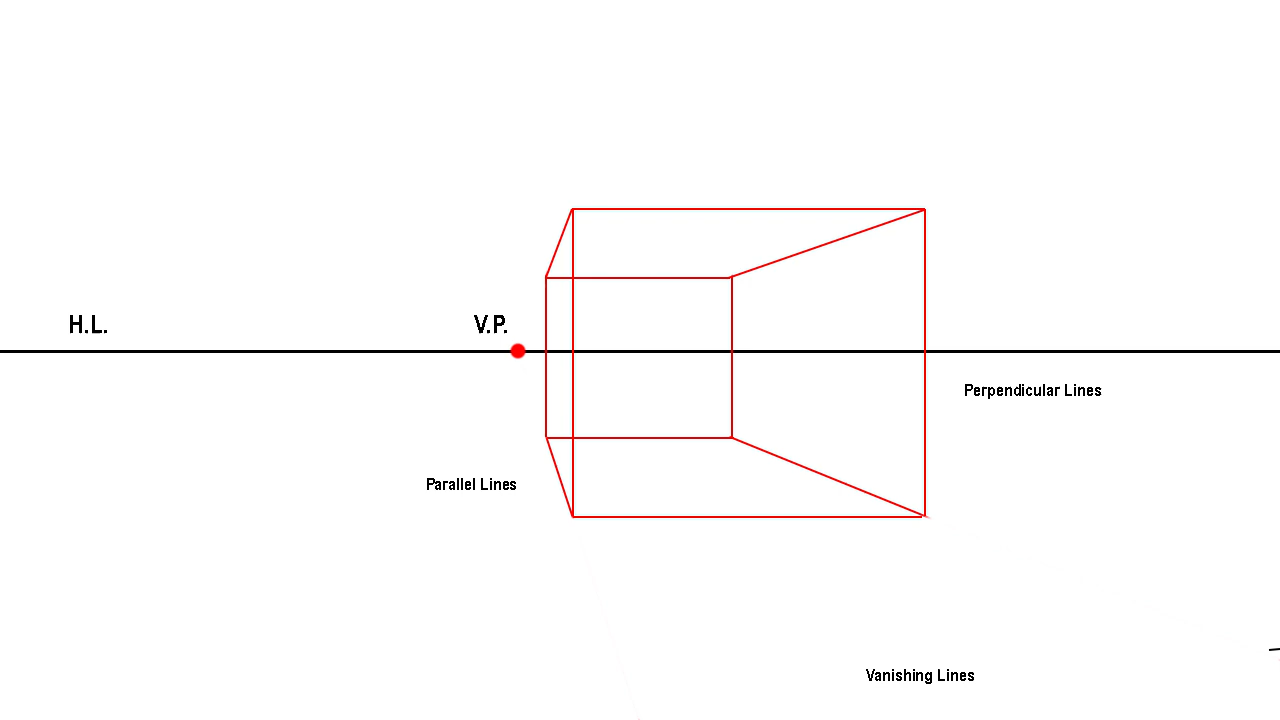 H.L.
V.P.
Perpendicular Lines
Parallel Lines
Vanishing Lines